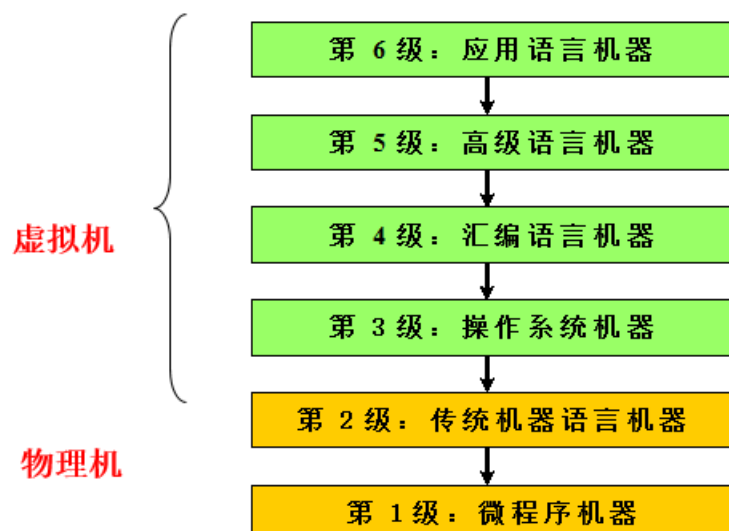 第 6 级：应用语言机器
第 5 级：高级语言机器
虚拟机
第 4 级：汇编语言机器
第 3 级：操作系统机器
第 2 级：传统机器语言机器
物理机
第 1 级：微程序机器